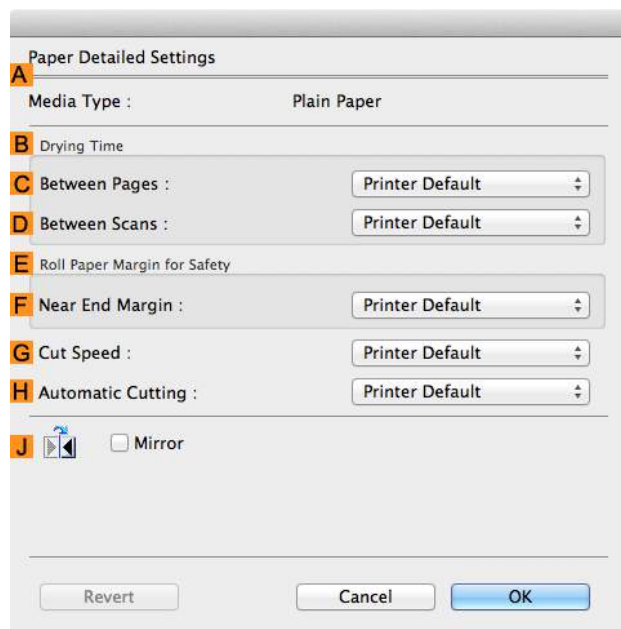 Paper Detailed Settings
A
Media Type : Plain Paper
B Drying Time
C Between Pages : Printer Default
D Between Scans : Printer Default
E Roll Paper Margin for Safety
F Near End Margin : Printer Default
G Cut Speed : Printer Default
H Automatic Cutting : Printer Default
J Mirror
Revert Cancel OK